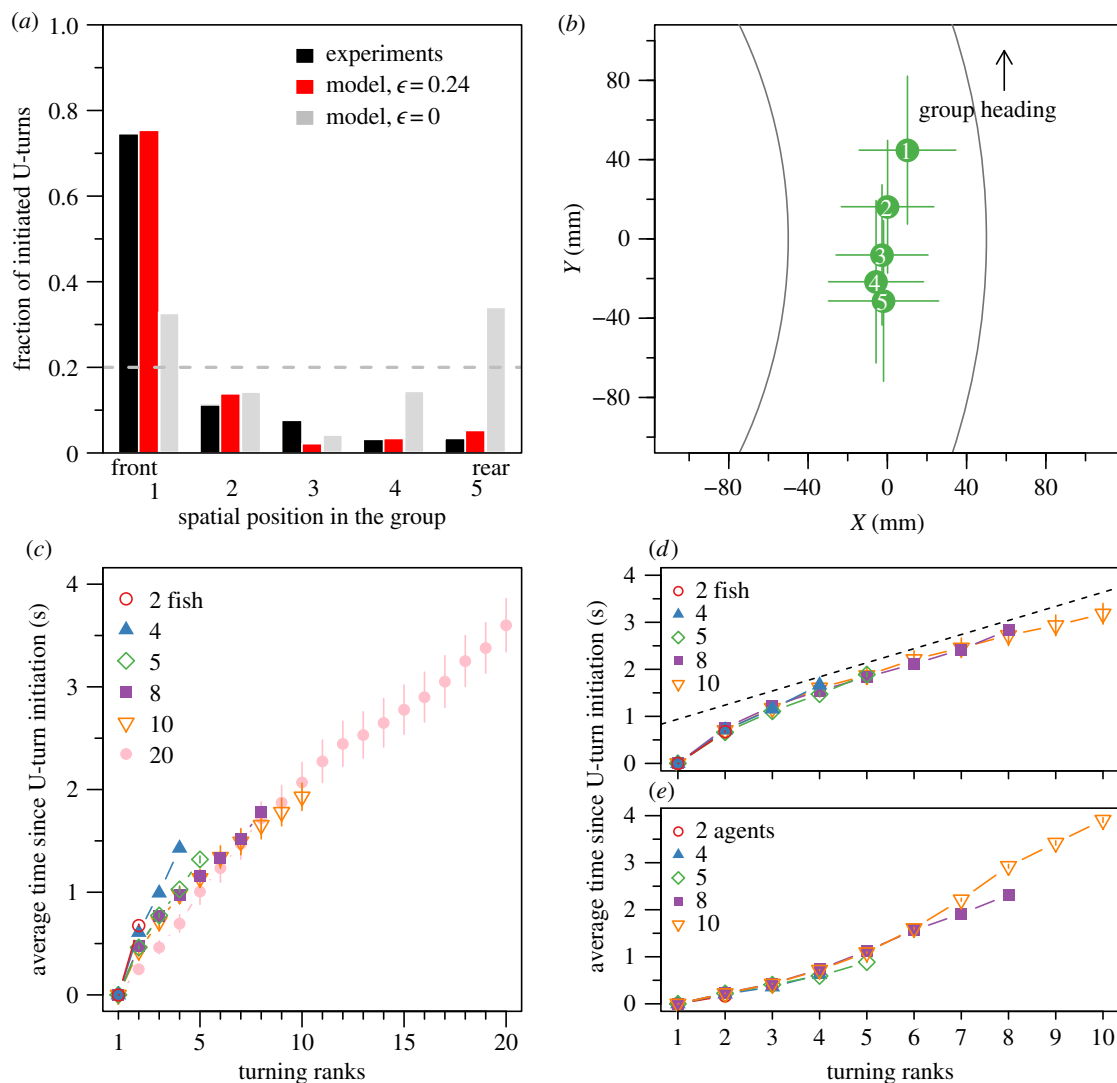 (a)
1.0
0.8
0.6
0.4
0.2
0
fraction of initiated U-turns
experiments
model, ϵ = 0.24
model, ϵ = 0
front
rear
1 2 3 4 5
spatial position in the group
(b)
80
40
0
−40
−80
Y (mm)
group heading
1
2
3
4
5
−80 −40 0 40 80
X (mm)
(c)
4
3
2
1
0
average time since U-turn initiation (s)
2 fish
4
5
8
10
20
1 5 10 15 20
turning ranks
(d)
4
3
2
1
0
average time since U-turn initiation (s)
2 fish
4
5
8
10
(e)
2 agents
4
5
8
10
4
3
2
1
0
1 2 3 4 5 6 7 8 9 10
turning ranks